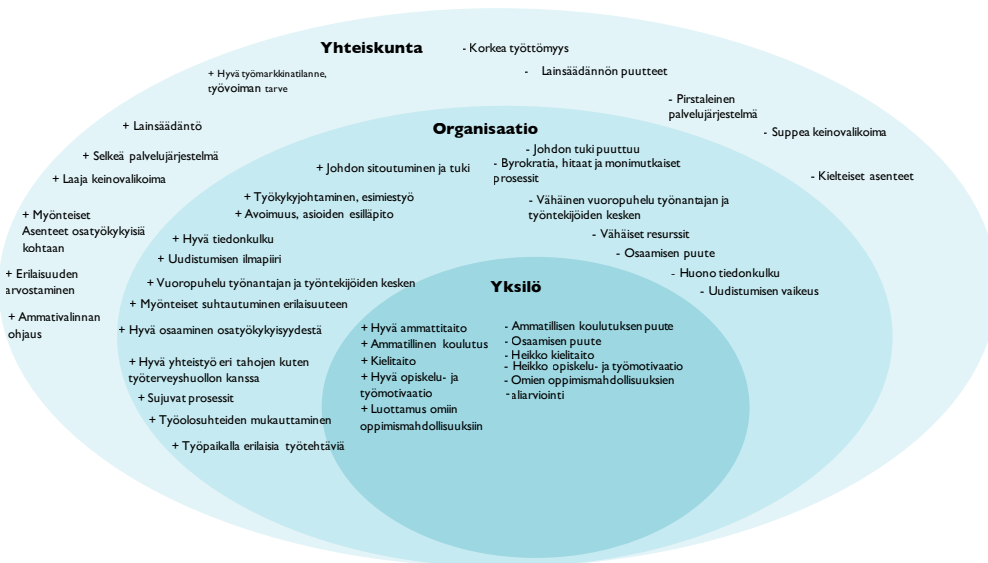 Yhteiskunta
+ Hyvä työmarkkinatilanne,
työvoiman tarve
+ Lainsäädäntö
+ Selkeä palvelujärjestelmä
+ Laaja keinovalikoima
+ Myönteiset
Asenteet osatyökykyisiä
kohtaan
+ Erilaisuuden
arvostaminen
+ Ammativalinnan
ohjaus
- Korkea työttömyys
- Lainsäädännön puutteet
- Pirstaleinen
palvelujärjestelmä
- Suppea keinovalikoima
- Kielteiset asenteet
Organisaatio
+ Johdon sitoutuminen ja tuki
+ Työkykyjohtaminen, esimiestyö
+ Avoimuus, asioiden esilläpito
+ Hyvä tiedonkulku
+ Uudistumisen ilmapiiri
+ Vuoropuhelu työnantajan ja työntekijöiden kesken
+ Myönteiset suhtautuminen erilaisuuteen
+ Hyvä osaaminen osatyökykyisyydestä
+ Hyvä yhteistyö eri tahojen kuten
työterveyshuollon kanssa
+ Sujuvat prosessit
+ Työolosuhteiden mukauttaminen
+ Työpaikalla erilaisia työtehtäviä
- Johdon tuki puuttuu
- Byrokratia, hitaat ja monimutkaiset
prosessit
- Vähäinen vuoropuhelu työnantajan ja
työntekijöiden kesken
- Vähäiset resurssit
- Osaamisen puute
- Huono tiedonkulku
- Uudistumisen vaikeus
Yksilö
+ Hyvä ammattitaito
+ Ammatillinen koulutus
+ Kielitaito
+ Hyvä opiskelu- ja
työmotivaatio
+ Luottamus omiin
oppimismahdollisuuksiin
- Ammatillisen koulutuksen puute
- Osaamisen puute
- Heikko kielitaito
- Heikko opiskelu- ja työmotivaatio
- Omien oppimismahdollisuuksien
- aliarviointi